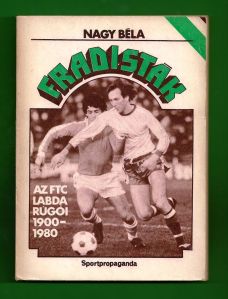 NAGY BÉLA
FRADISTÁK
AZ FTC
LABDA
RÚGÓI
1900-
1980
Sportpropaganda